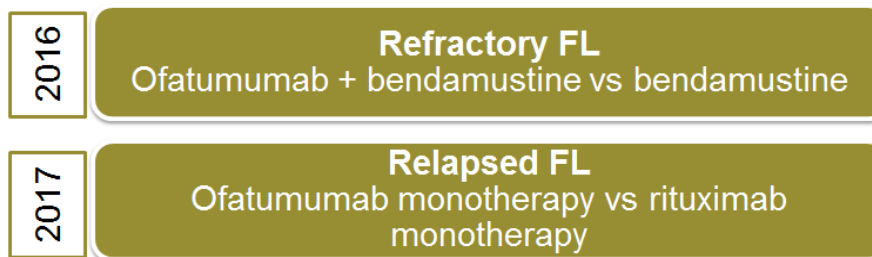 2016
Refractory FL
Ofatumumab + bendamustine vs bendamustine
2017
Relapsed FL
Ofatumumab monotherapy vs rituximab
monotherapy